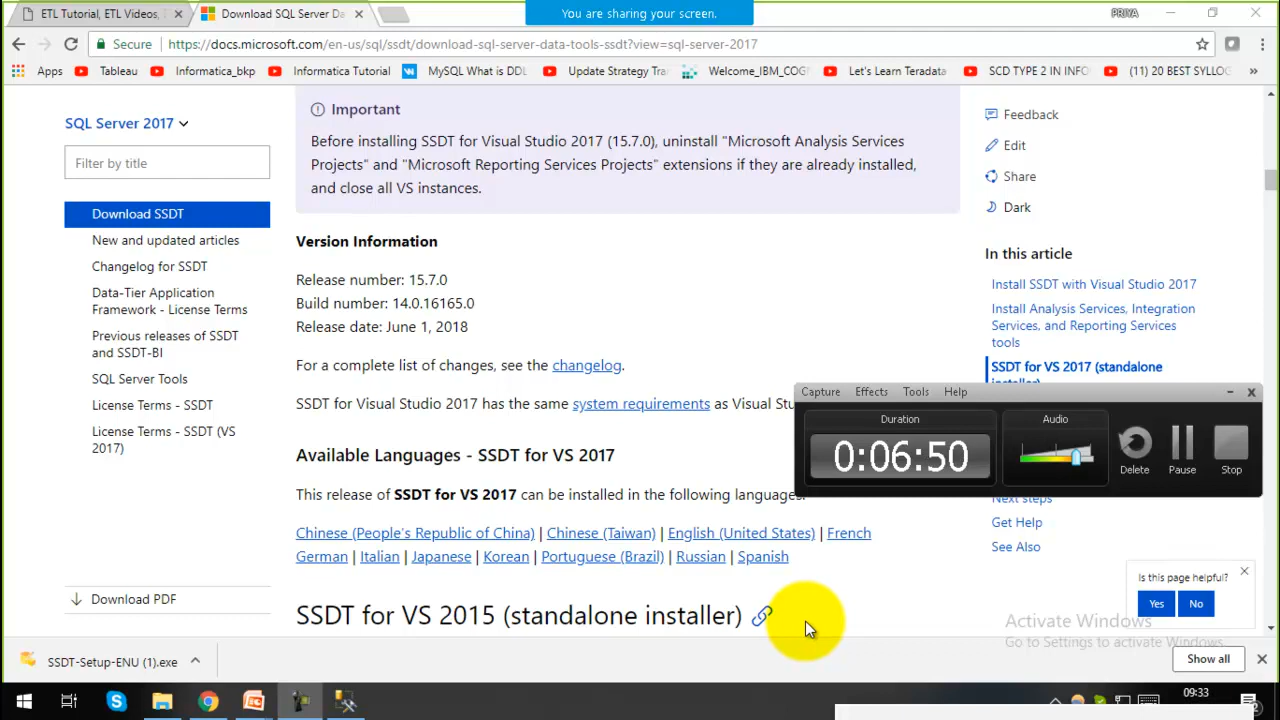 ETL Tutorial, ETL Videos, E
Download SQL Server Da
You are sharing your screen.
PRIYA
Secure
https://docs.microsoft.com/en-us/sql/ssdt/download-sql-server-data-tools-ssdt?view=sql-server-2017
Apps
Tableau
Informatica_bkp
Informatica Tutorial
MySQL What is DDL
Update Strategy Tra
Welcome_IBM_COG
Let's Learn Teradata
SCD TYPE 2 IN INFO
(11) 20 BEST SYLLOG
»
SQL Server 2017
Filter by title
Download SSDT
New and updated articles
Changelog for SSDT
Data-Tier Application
Framework - License Terms
Previous releases of SSDT
and SSDT-BI
SQL Server Tools
License Terms - SSDT
License Terms - SSDT (VS
2017)
Download PDF
Important
Before installing SSDT for Visual Studio 2017 (15.7.0), uninstall "Microsoft Analysis Services
Projects" and "Microsoft Reporting Services Projects" extensions if they are already installed,
and close all VS instances.
Version Information
Release number: 15.7.0
Build number: 14.0.16165.0
Release date: June 1, 2018
For a complete list of changes, see the changelog.
SSDT for Visual Studio 2017 has the same system requirements as Visual Stu
Available Languages - SSDT for VS 2017
This release of SSDT for VS 2017 can be installed in the following languages.
Chinese (People's Republic of China) | Chinese (Taiwan) | English (United States) | French
German | Italian | Japanese | Korean | Portuguese (Brazil) | Russian | Spanish
SSDT for VS 2015 (standalone installer)
Feedback
Edit
Share
Dark
In this article
Install SSDT with Visual Studio 2017
Install Analysis Services, Integration
Services, and Reporting Services
tools
SSDT for VS 2017 (standalone
installer)
Capture
Effects
Tools
Help
Duration
0:06:50
Audio
Delete
Pause
Stop
Next steps
Get Help
See Also
Is this page helpful?
Yes
No
Activate Windows
Go to Settings to activate Windows.
SSDT-Setup-ENU (1).exe
Show all
09:33